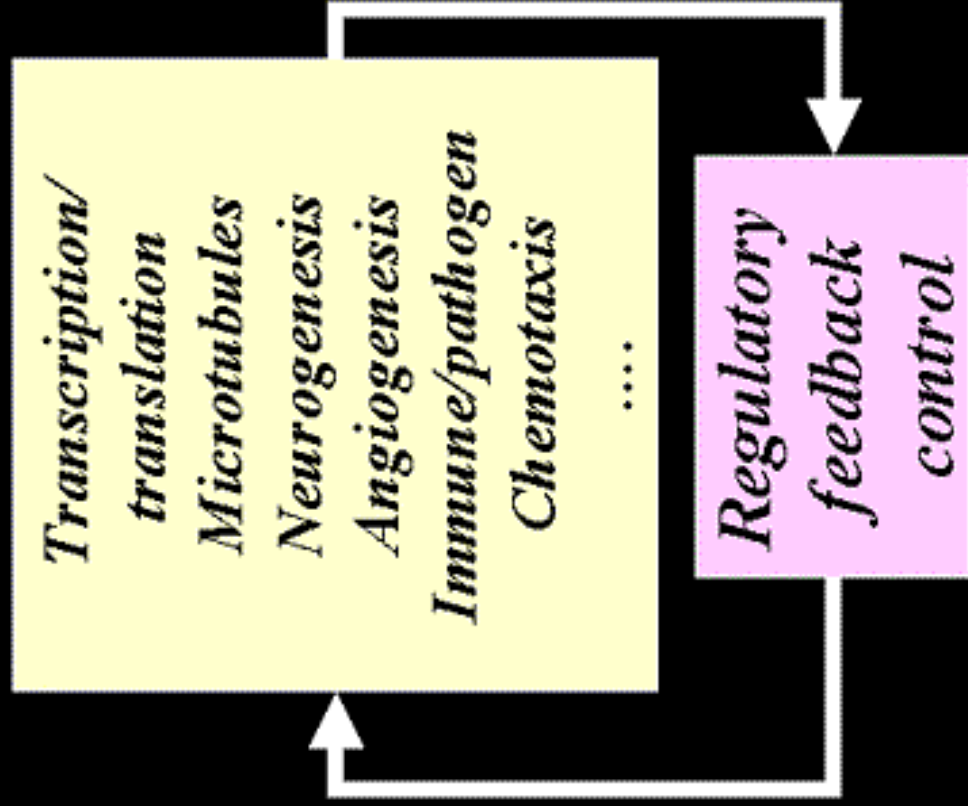 Transcription/
translation
Microtubules
Neurogenesis
Angiogenesis
Immune/pathogen
Chemotaxis
....
Regulatory
feedback
control